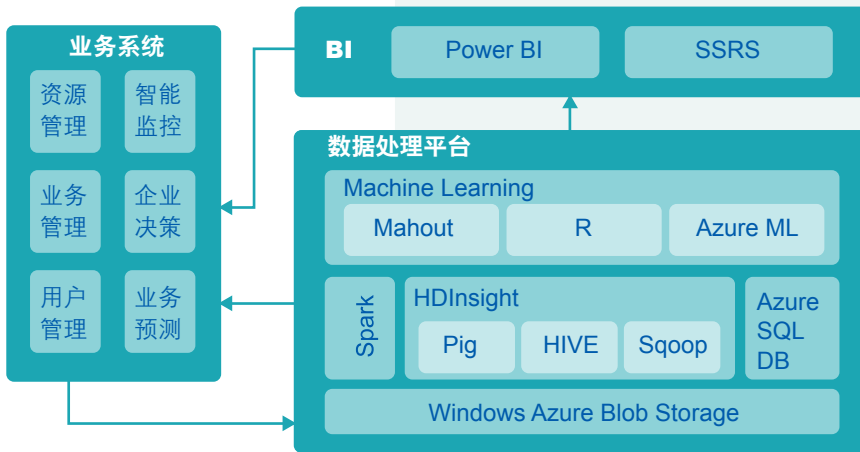 业务系统
资源
管理
智能
监控
业务
管理
企业
决策
用户
管理
业务
预测
BI
Power BI
SSRS
数据处理平台
Machine Learning
Mahout
R
Azure ML
Spark
HDInsight
Pig
HIVE
Sqoop
Azure
SQL
DB
Windows Azure Blob Storage